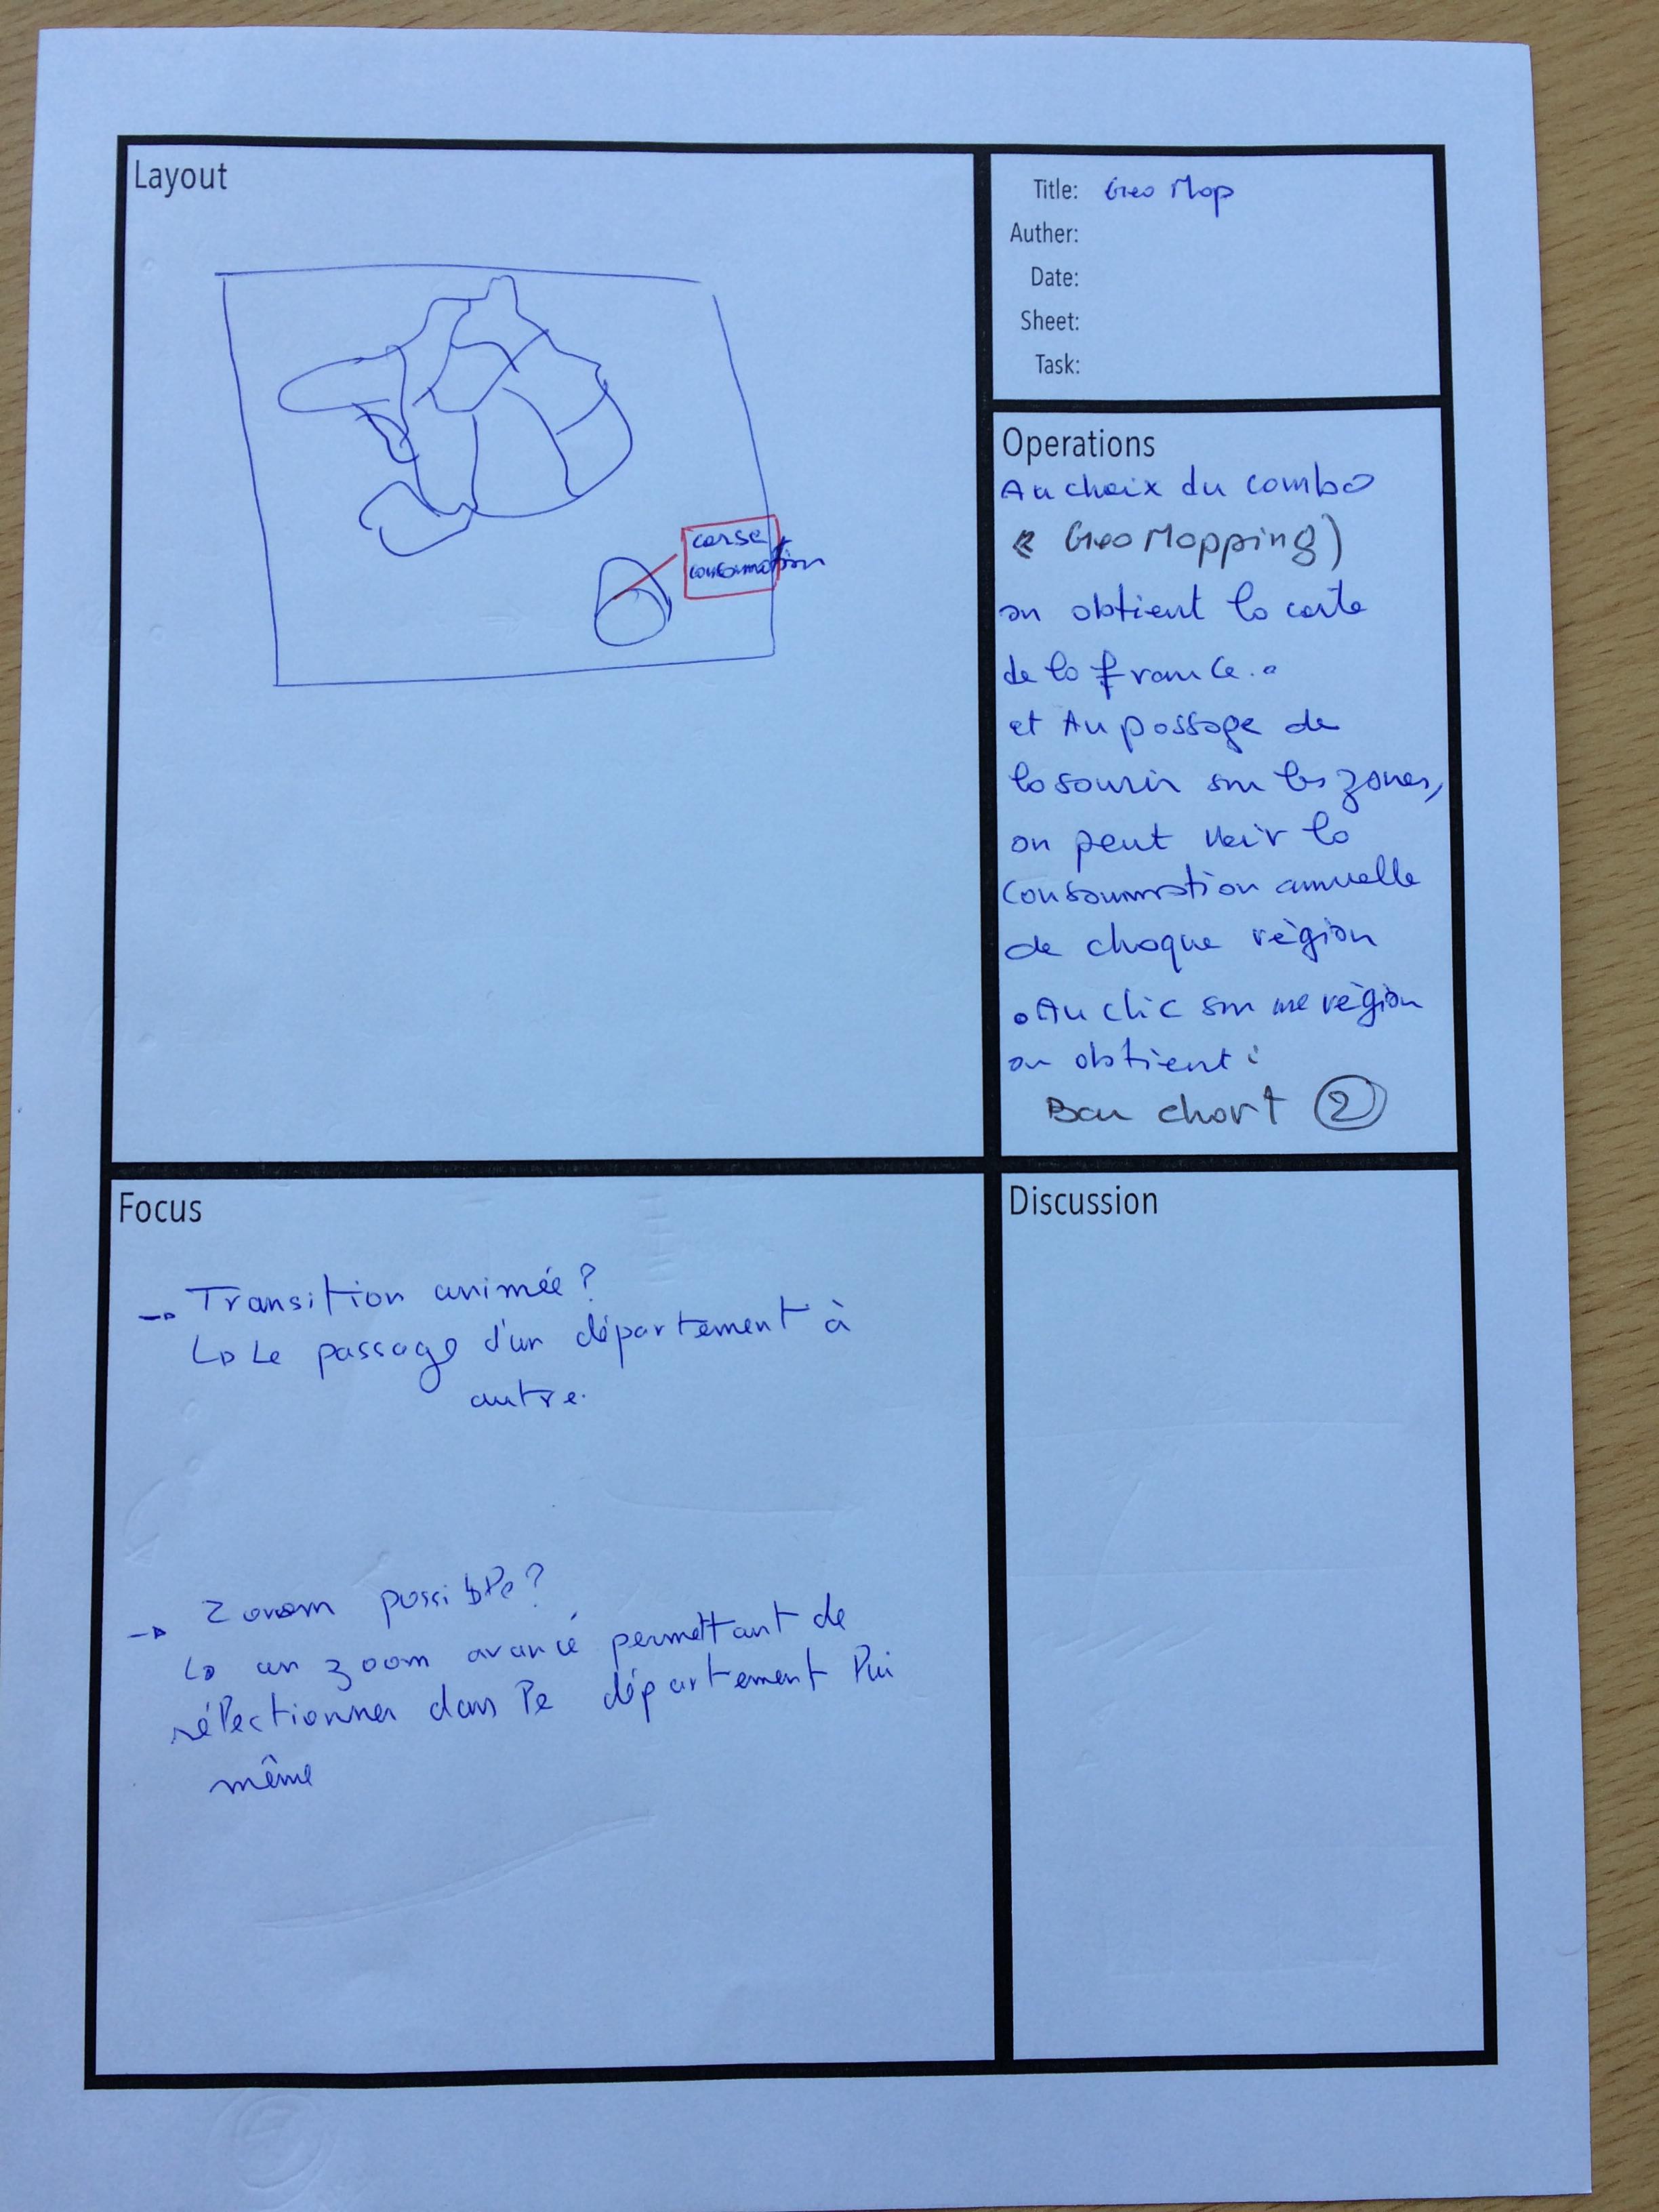 Layout
corse
consommation
Title: Geo Map
Auther:
Date:
Sheet:
Task:
Operations
Au choix du combo
« Geo Mapping)
on obtient la carte
de la france.
et Au passage de
la souris sur les zones,
on peut voir la
consommation annuelle
de chaque région
• Au clic sur une région
on obtient :
Bar chart 2
Focus
→ Transition animée ?
↳ Le passage d'un département à
autre.
→ Zoom possible ?
↳ un zoom avancé permettant de
sélectionner dans le département lui
même
Discussion